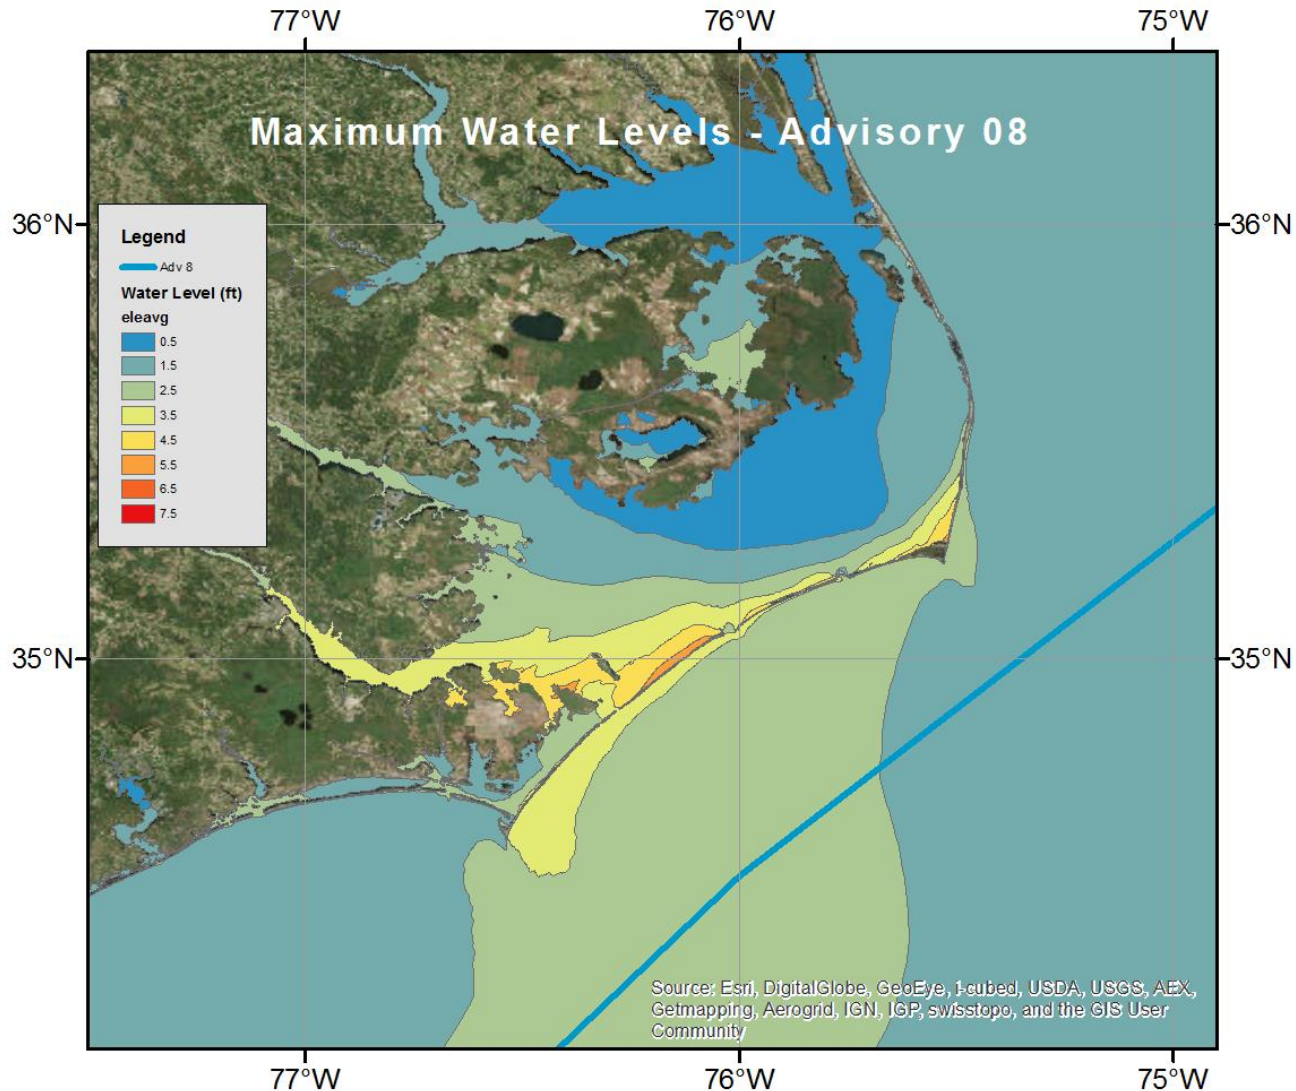 77°W 76°W 75°W
Maximum Water Levels - Advisory 08
36°N 36°N
Legend
Adv 8
Water Level (ft)
eleavg
0.5
1.5
2.5
3.5
4.5
5.5
6.5
7.5
35°N 35°N
Source: Esri, DigitalGlobe, GeoEye, i-cubed, USDA, USGS, AEX,
Getmapping, Aerogrid, IGN, IGP, swisstopo, and the GIS User
Community
77°W 76°W 75°W